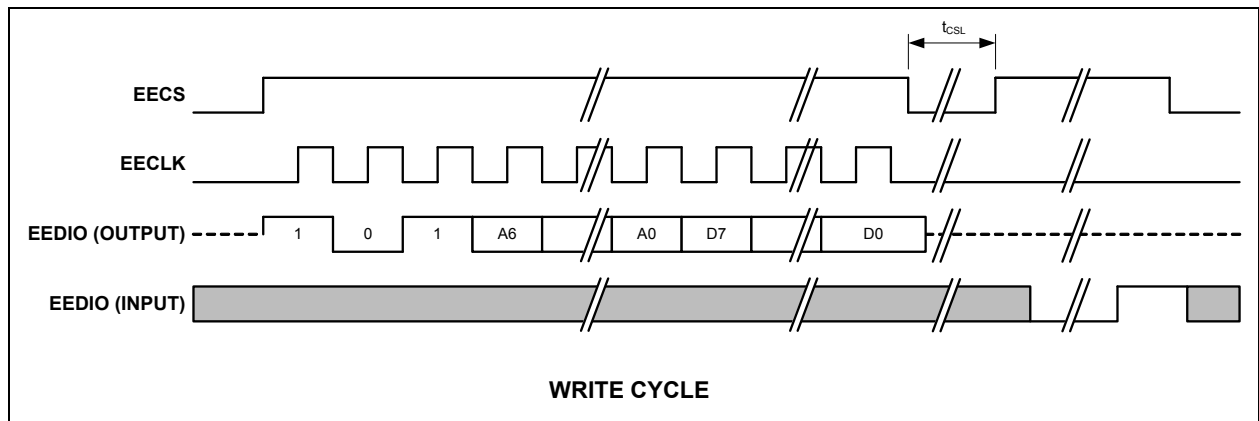 tCSL
EECS
EECLK
EEDIO (OUTPUT)
1 0 1 A6 A0 D7 D0
EEDIO (INPUT)
WRITE CYCLE